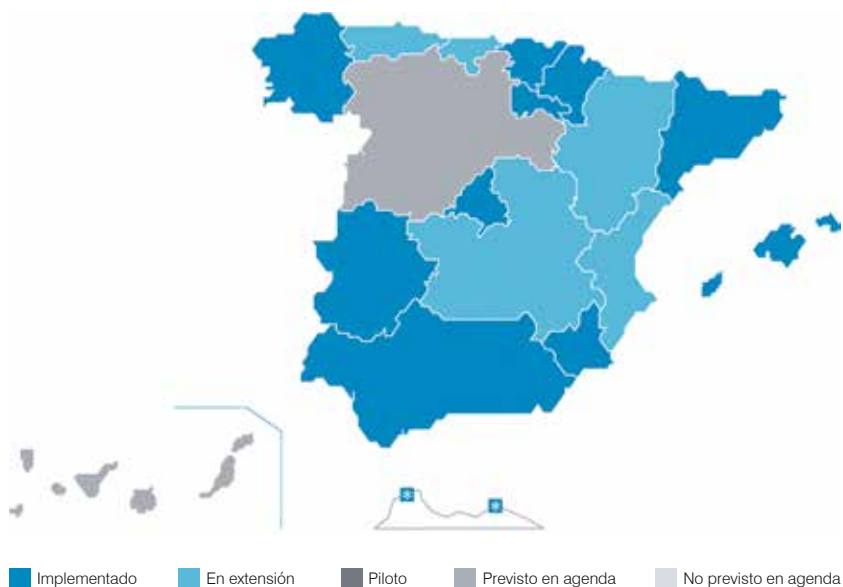 Implementado
En extensión
Piloto
Previsto en agenda
No previsto en agenda